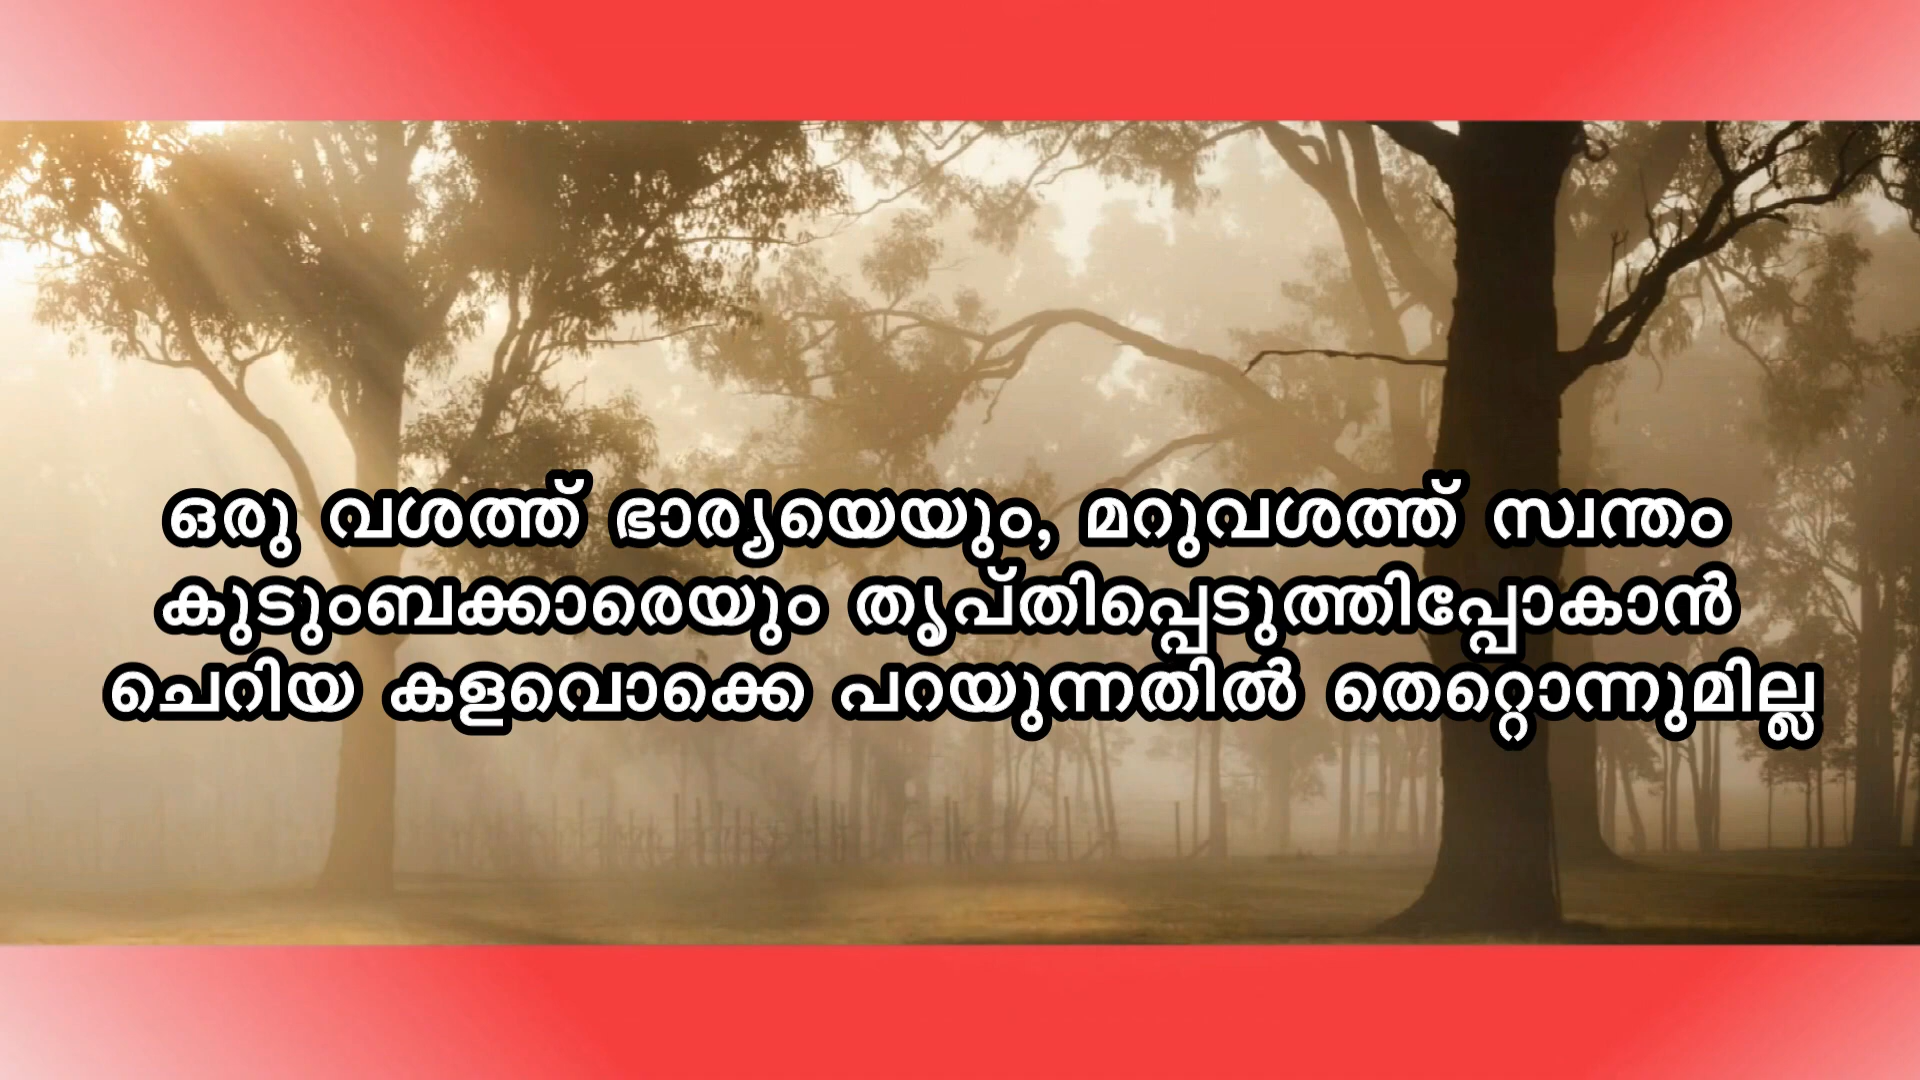 ഒരു വശത്ത് ഭാര്യയെയും, മറുവശത്ത് സ്വന്തം
കുടുംബക്കാരെയും തൃപ്തിപ്പെടുത്തിപ്പോകാൻ
ചെറിയ കളവൊക്കെ പറയുന്നതിൽ തെറ്റൊന്നുമില്ല